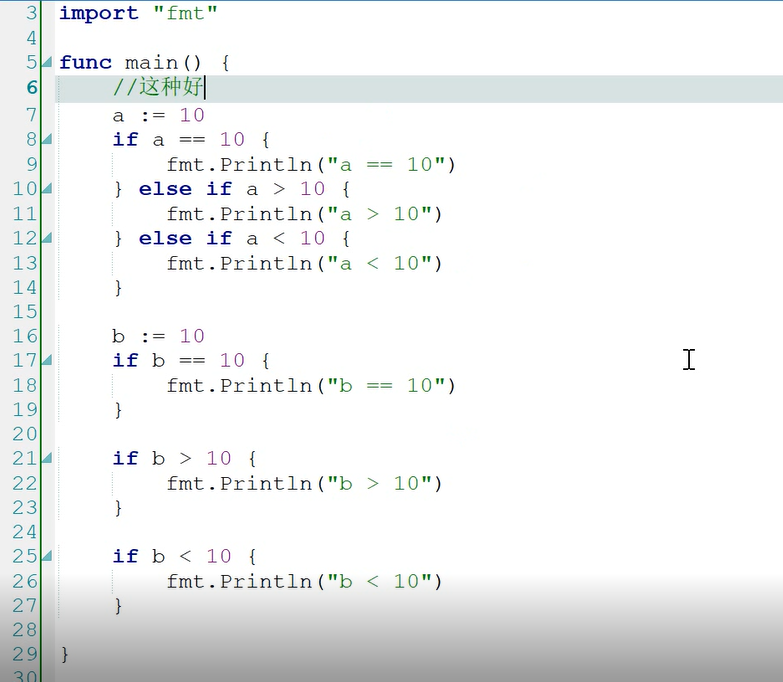 3 import "fmt"
4
5 func main() {
6     //这种好
7     a := 10
8     if a == 10 {
9         fmt.Println("a == 10")
10     } else if a > 10 {
11         fmt.Println("a > 10")
12     } else if a < 10 {
13         fmt.Println("a < 10")
14     }
15
16     b := 10
17     if b == 10 {
18         fmt.Println("b == 10")
19     }
20
21     if b > 10 {
22         fmt.Println("b > 10")
23     }
24
25     if b < 10 {
26         fmt.Println("b < 10")
27     }
28
29 }
30